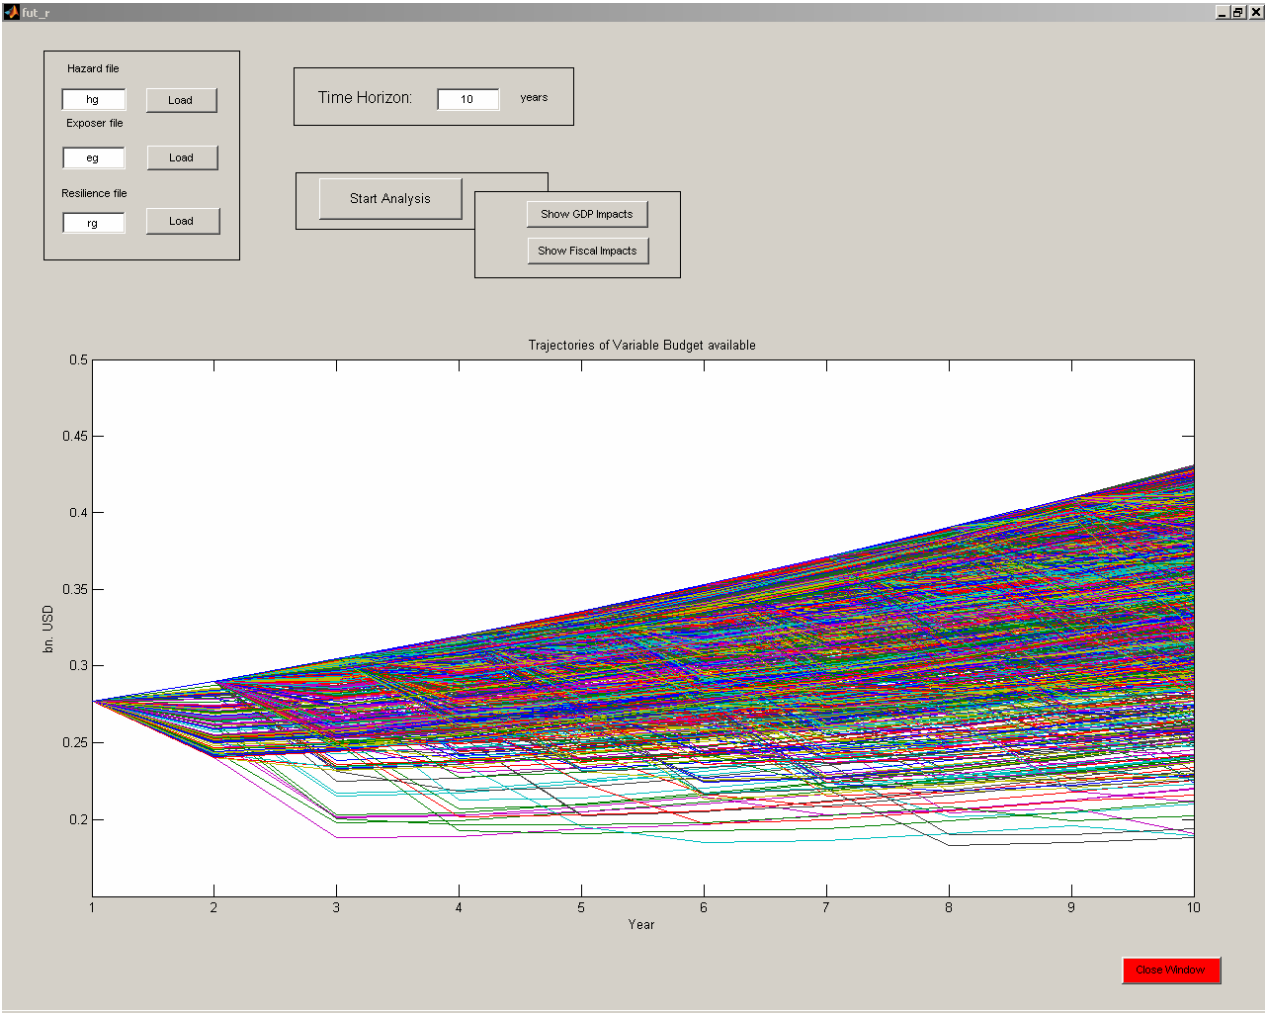 fut_r
Hazard file
hg Load
Exposer file
eg Load
Resilience file
rg Load
Time Horizon: 10 years
Start Analysis
Show GDP Impacts
Show Fiscal Impacts
Trajectories of Variable Budget available
0.5
0.45
0.4
0.35
0.3
0.25
0.2
bn. USD
1 2 3 4 5 6 7 8 9 10
Year
Close Window